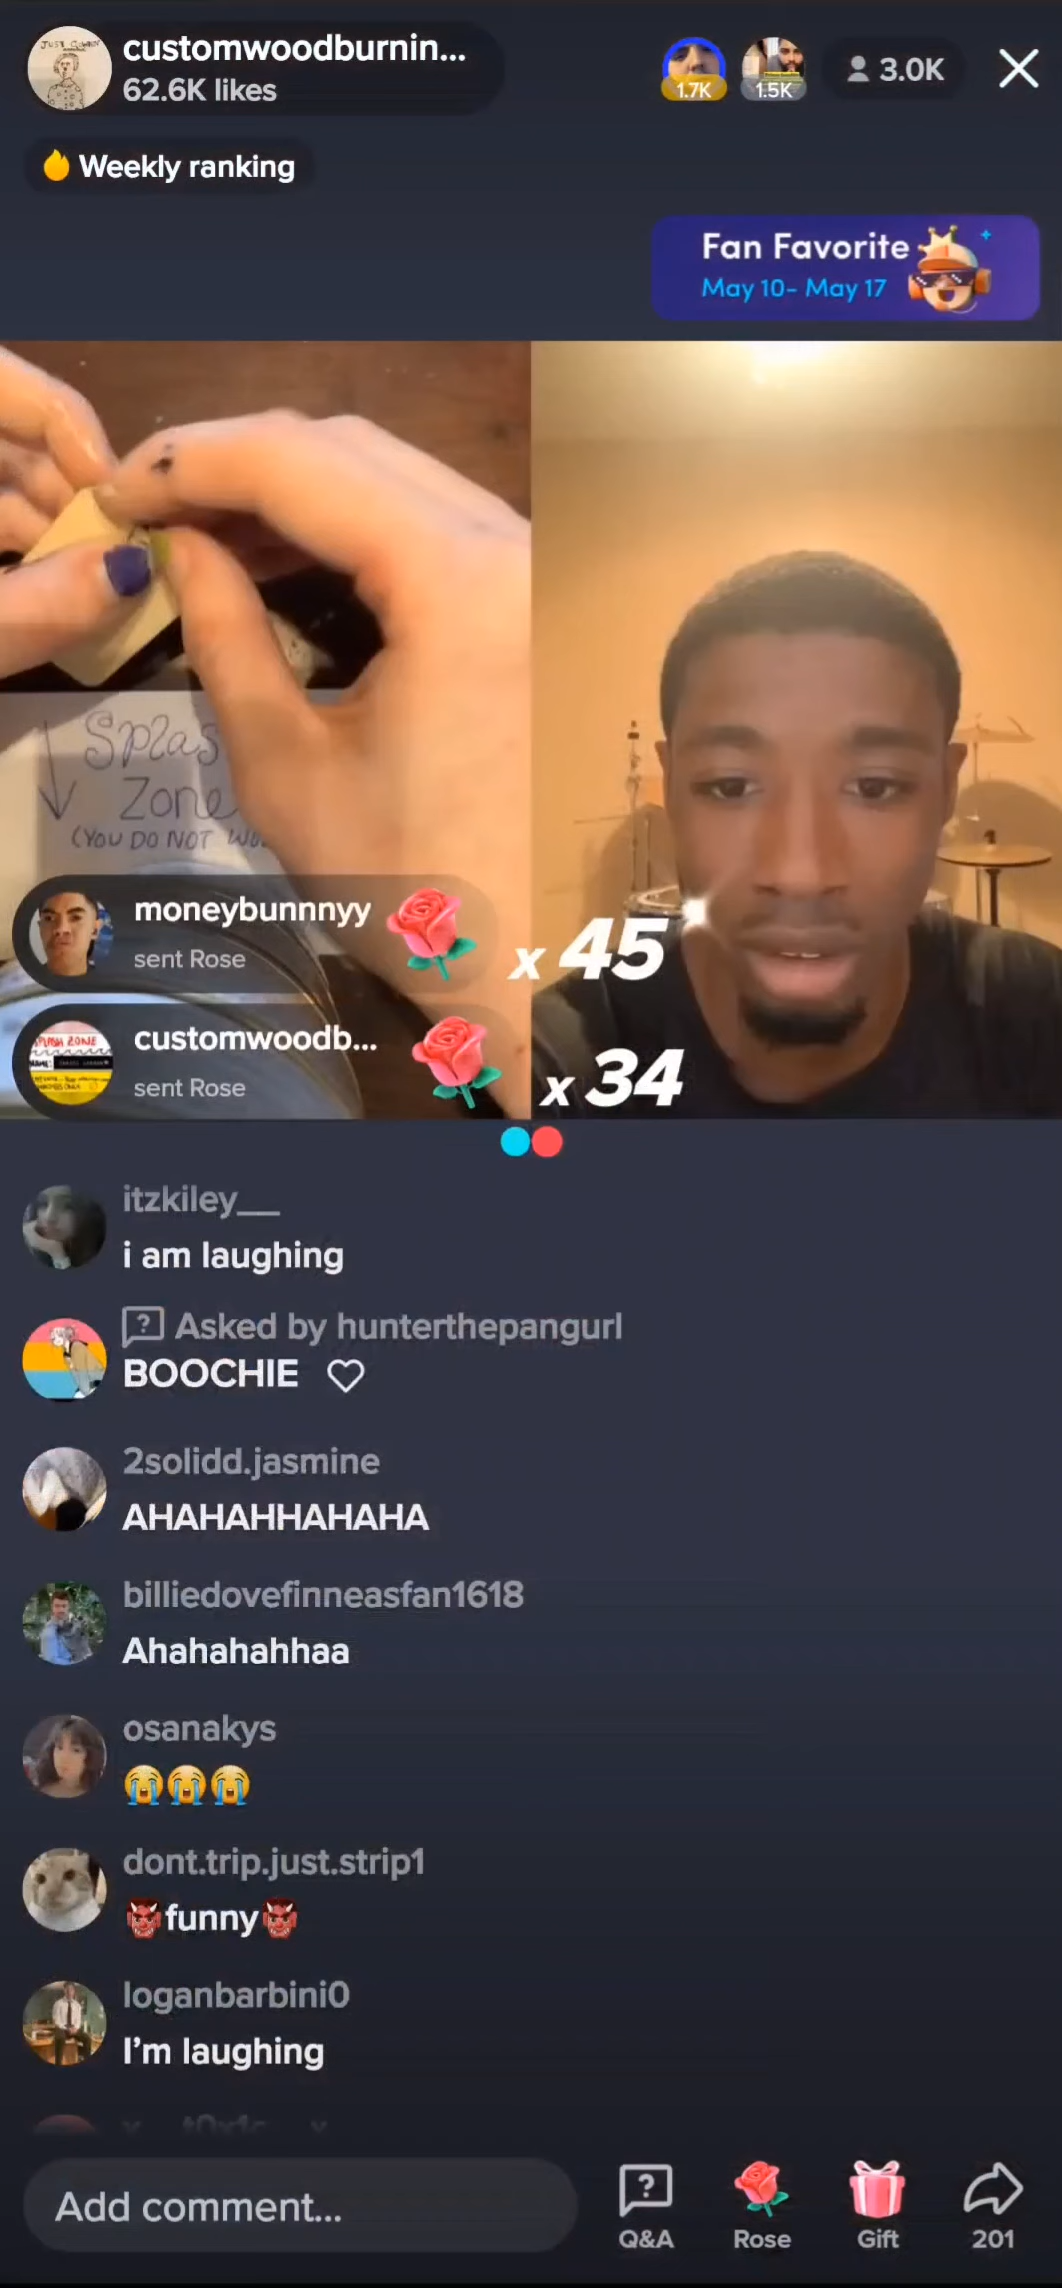 customwoodburnin...
62.6K likes
1.7K
1.5K
3.0K
Weekly ranking
Fan Favorite
May 10- May 17
Splas
Zone
(YOU DO NOT
moneybunnnyy
sent Rose
x 45
customwoodb...
sent Rose
x 34
itzkiley__
i am laughing
Asked by hunterthepangurl
BOOCHIE
2solidd.jasmine
AHAHAHHAHAHA
billiedovefinneasfan1618
Ahahahahhaa
osanakys
😭😭😭
dont.trip.just.strip1
👹funny👹
loganbarbini0
I'm laughing
Add comment...
Q&A
Rose
Gift
201